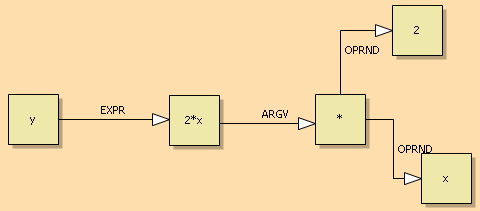 2
OPRND
y
EXPR
2*x
ARGV
*
OPRND
x